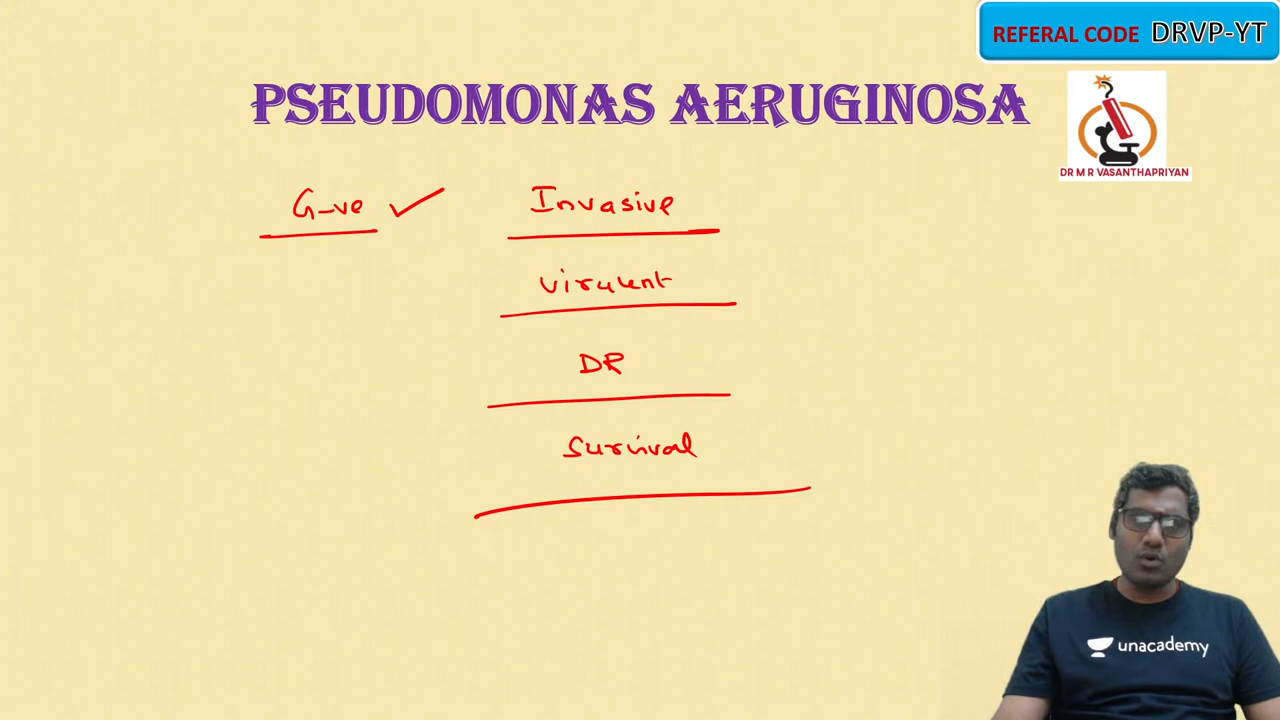 REFERAL CODE DRVP-YT
PSEUDOMONAS AERUGINOSA
DR M R VASANTHAPRIYAN
G-ve ✓ Invasive
Virulent
DR
Survival
unacademy